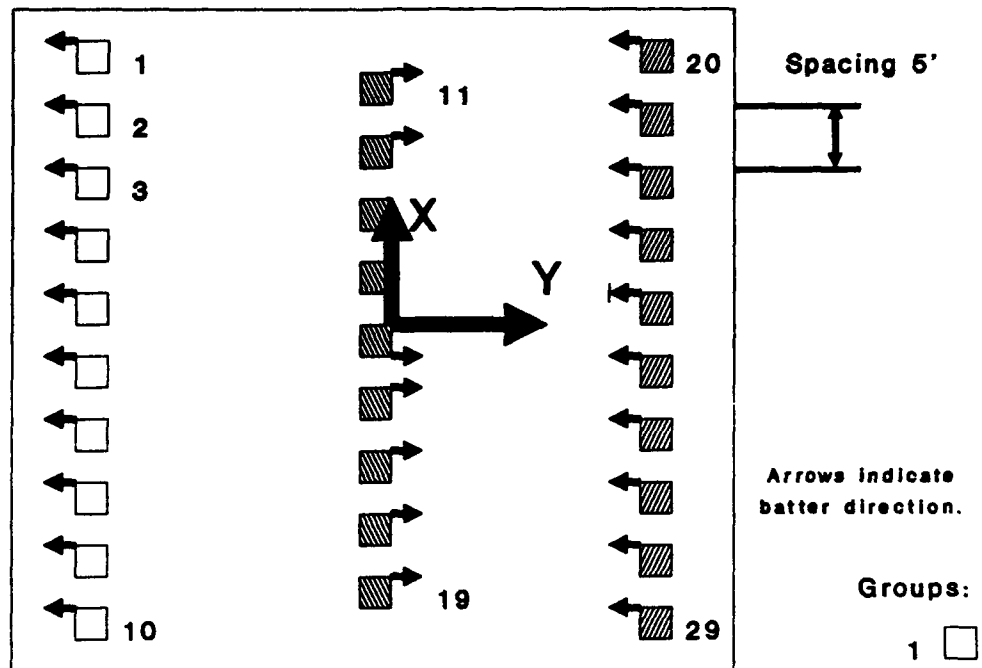 1
20
Spacing 5'
11
2
3
X
Y
Arrows indicate
batter direction.
Groups:
19
10
29
1